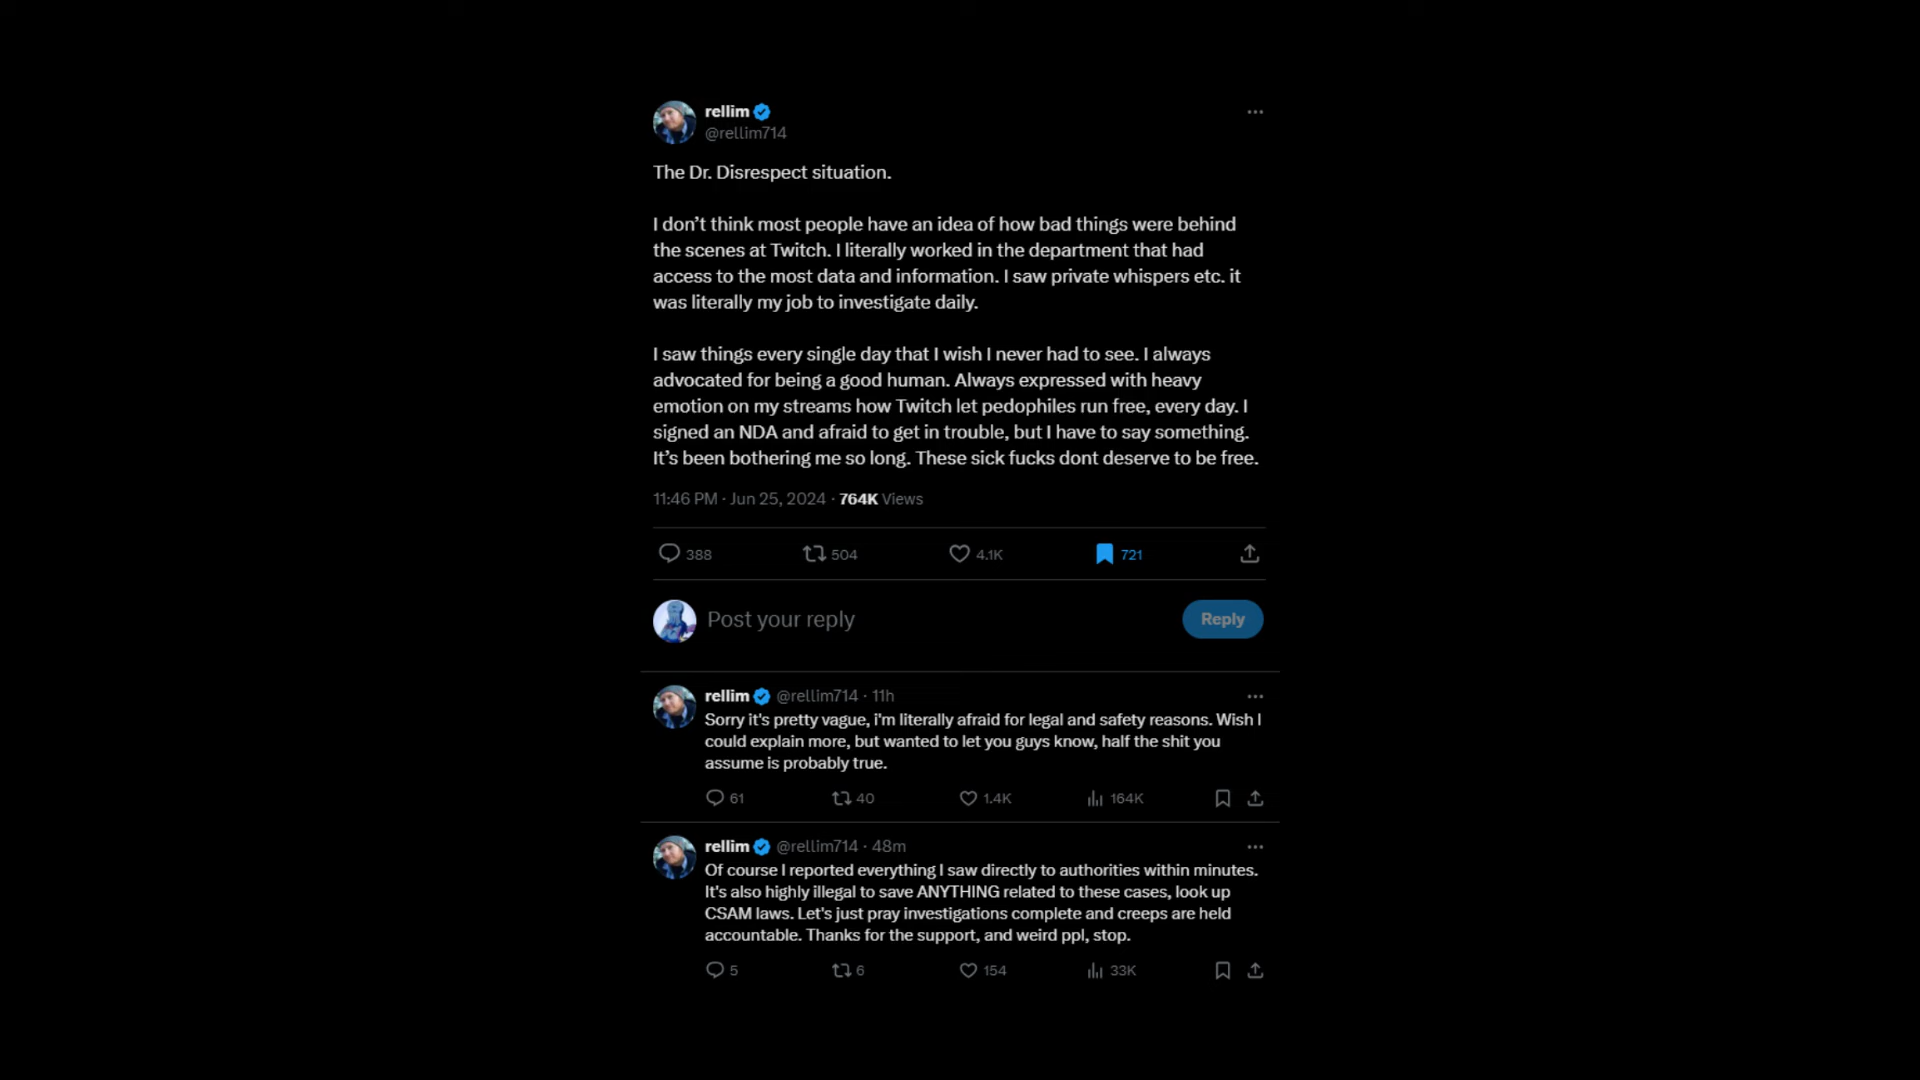 rellim
@rellim714
The Dr. Disrespect situation.
I don’t think most people have an idea of how bad things were behind
the scenes at Twitch. I literally worked in the department that had
access to the most data and information. I saw private whispers etc. it
was literally my job to investigate daily.
I saw things every single day that I wish I never had to see. I always
advocated for being a good human. Always expressed with heavy
emotion on my streams how Twitch let pedophiles run free, every day. I
signed an NDA and afraid to get in trouble, but I have to say something.
It’s been bothering me so long. These sick fucks dont deserve to be free.
11:46 PM · Jun 25, 2024 · 764K Views
388 504 4.1K 721
Post your reply Reply
rellim @rellim714 · 11h
Sorry it's pretty vague, i'm literally afraid for legal and safety reasons. Wish I
could explain more, but wanted to let you guys know, half the shit you
assume is probably true.
61 40 1.4K 164K
rellim @rellim714 · 48m
Of course I reported everything I saw directly to authorities within minutes.
It's also highly illegal to save ANYTHING related to these cases, look up
CSAM laws. Let's just pray investigations complete and creeps are held
accountable. Thanks for the support, and weird ppl, stop.
5 6 154 33K